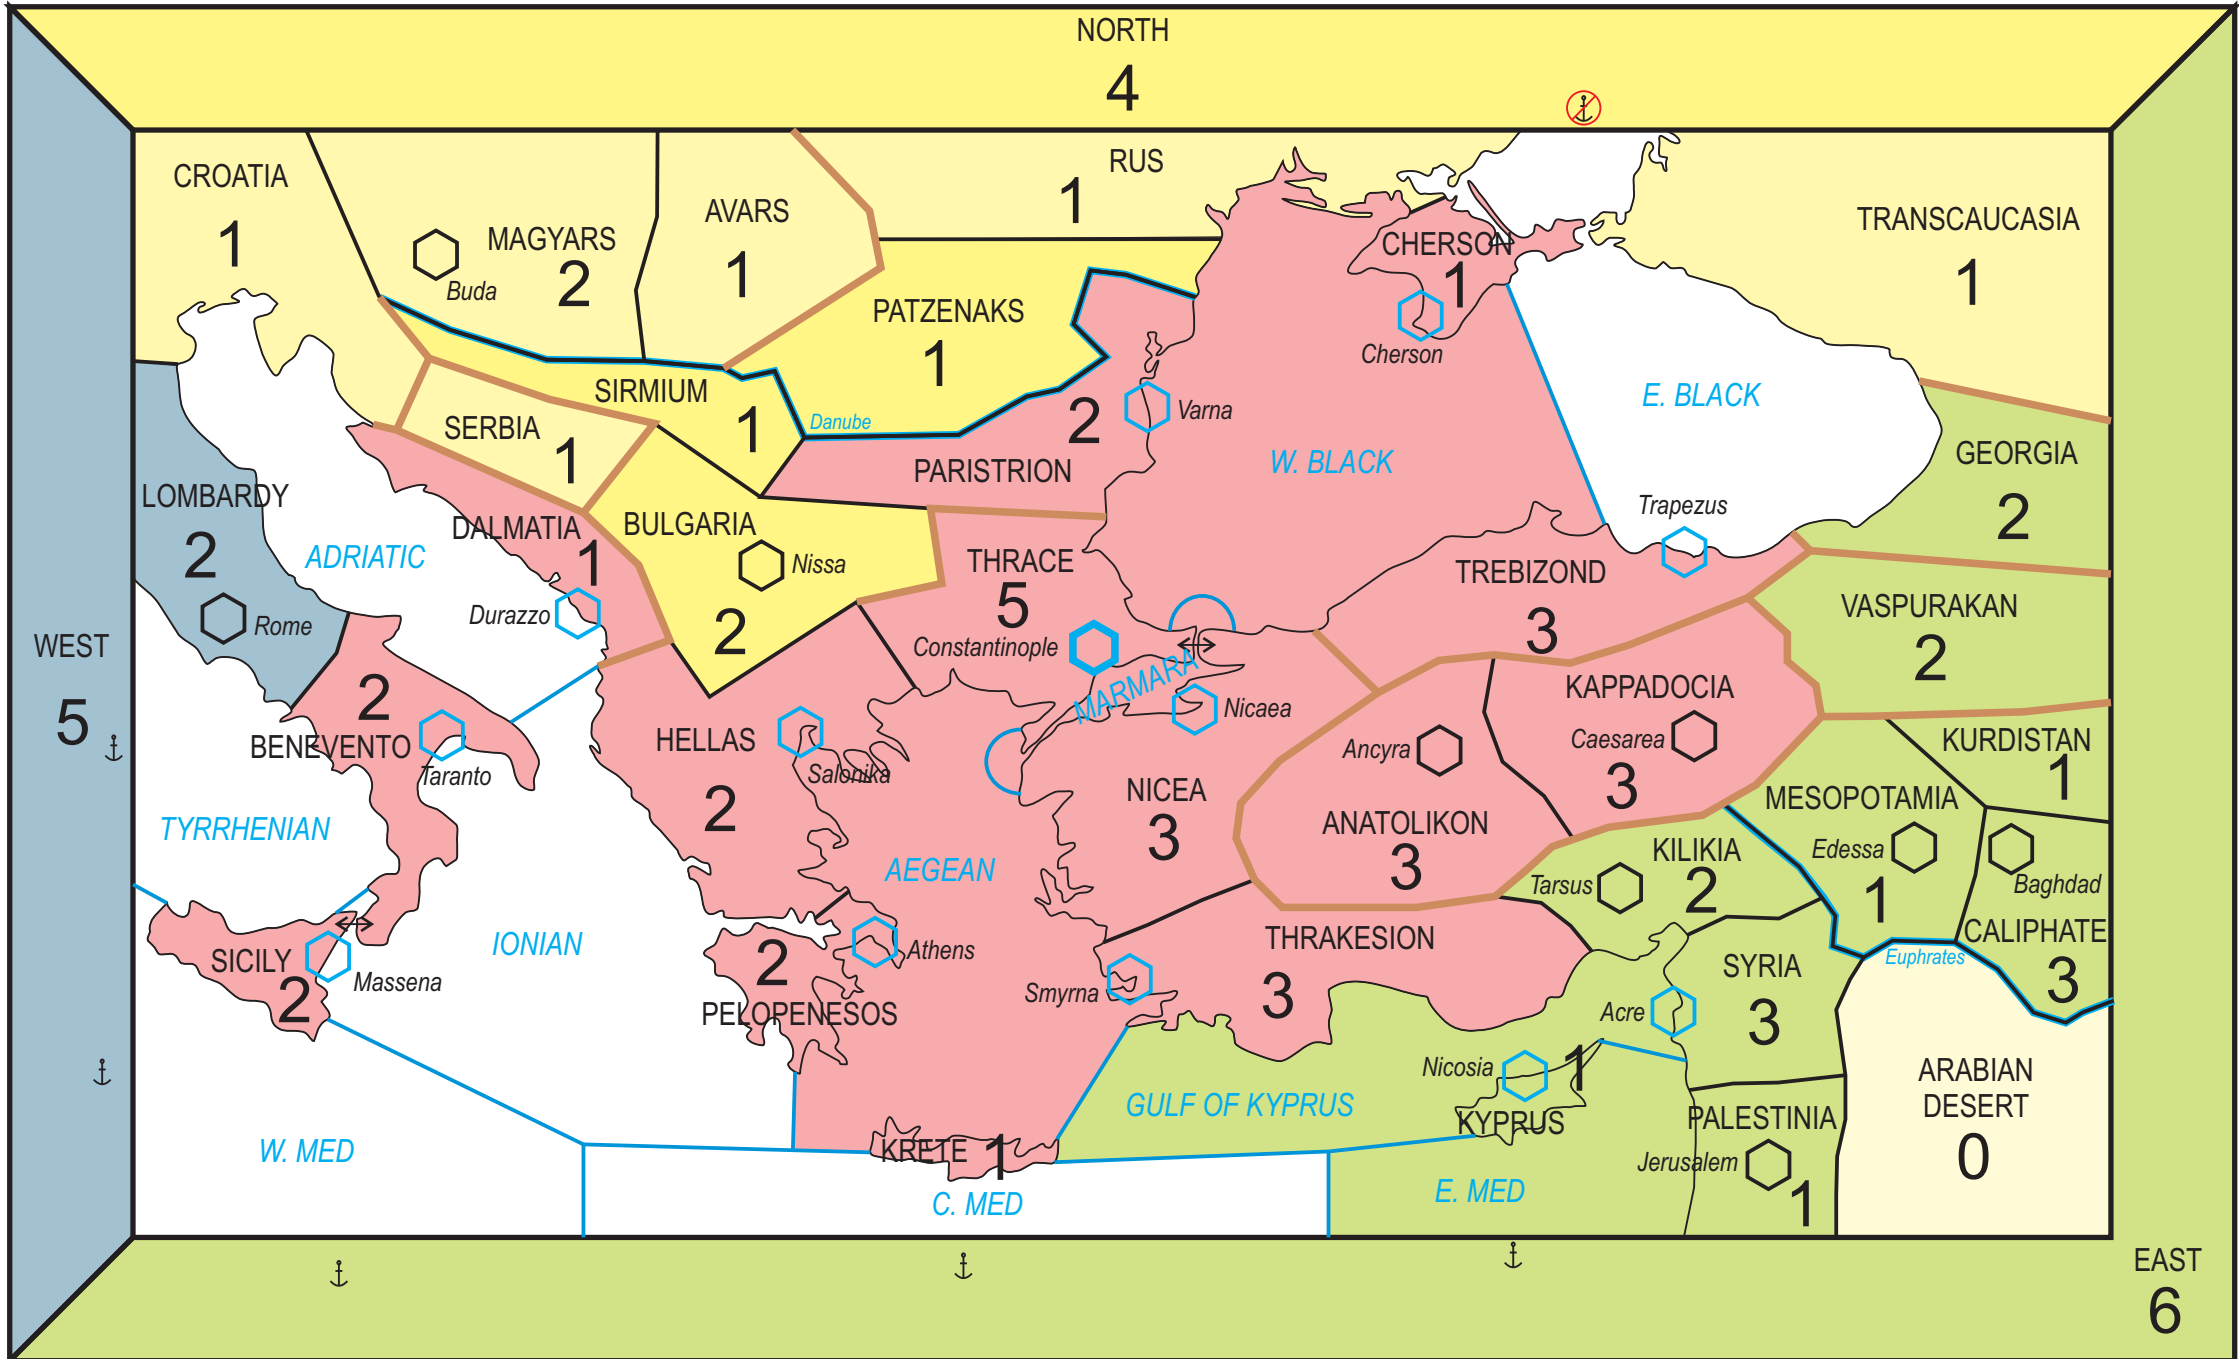 NORTH
4
CROATIA
1
MAGYARS
2
Buda
AVARS
1
RUS
1
TRANSCAUCASIA
1
CHERSON
1
Cherson
PATZENAKS
1
SIRMIUM
1
Danube
SERBIA
1
2
Varna
PARISTRION
W. BLACK
E. BLACK
GEORGIA
2
LOMBARDY
2
Rome
ADRIATIC
DALMATIA
1
Durazzo
BULGARIA
Nissa
2
THRACE
5
Constantinople
MARMARA
Trapezus
TREBIZOND
3
VASPURAKAN
2
WEST
5
2
BENEVENTO
Taranto
HELLAS
2
Salonika
Nicaea
NICEA
3
Ancyra
ANATOLIKON
3
KAPPADOCIA
Caesarea
3
KURDISTAN
1
MESOPOTAMIA
Edessa
1
Baghdad
CALIPHATE
3
TYRRHENIAN
AEGEAN
KILIKIA
Tarsus
2
SICILY
2
Massena
IONIAN
2
Athens
PELOPENESOS
Smyrna
THRAKESION
3
SYRIA
3
Acre
Euphrates
ARABIAN
DESERT
0
Nicosia
1
KYPRUS
GULF OF KYPRUS
PALESTINIA
Jerusalem
1
W. MED
KRETE
1
C. MED
E. MED
EAST
6